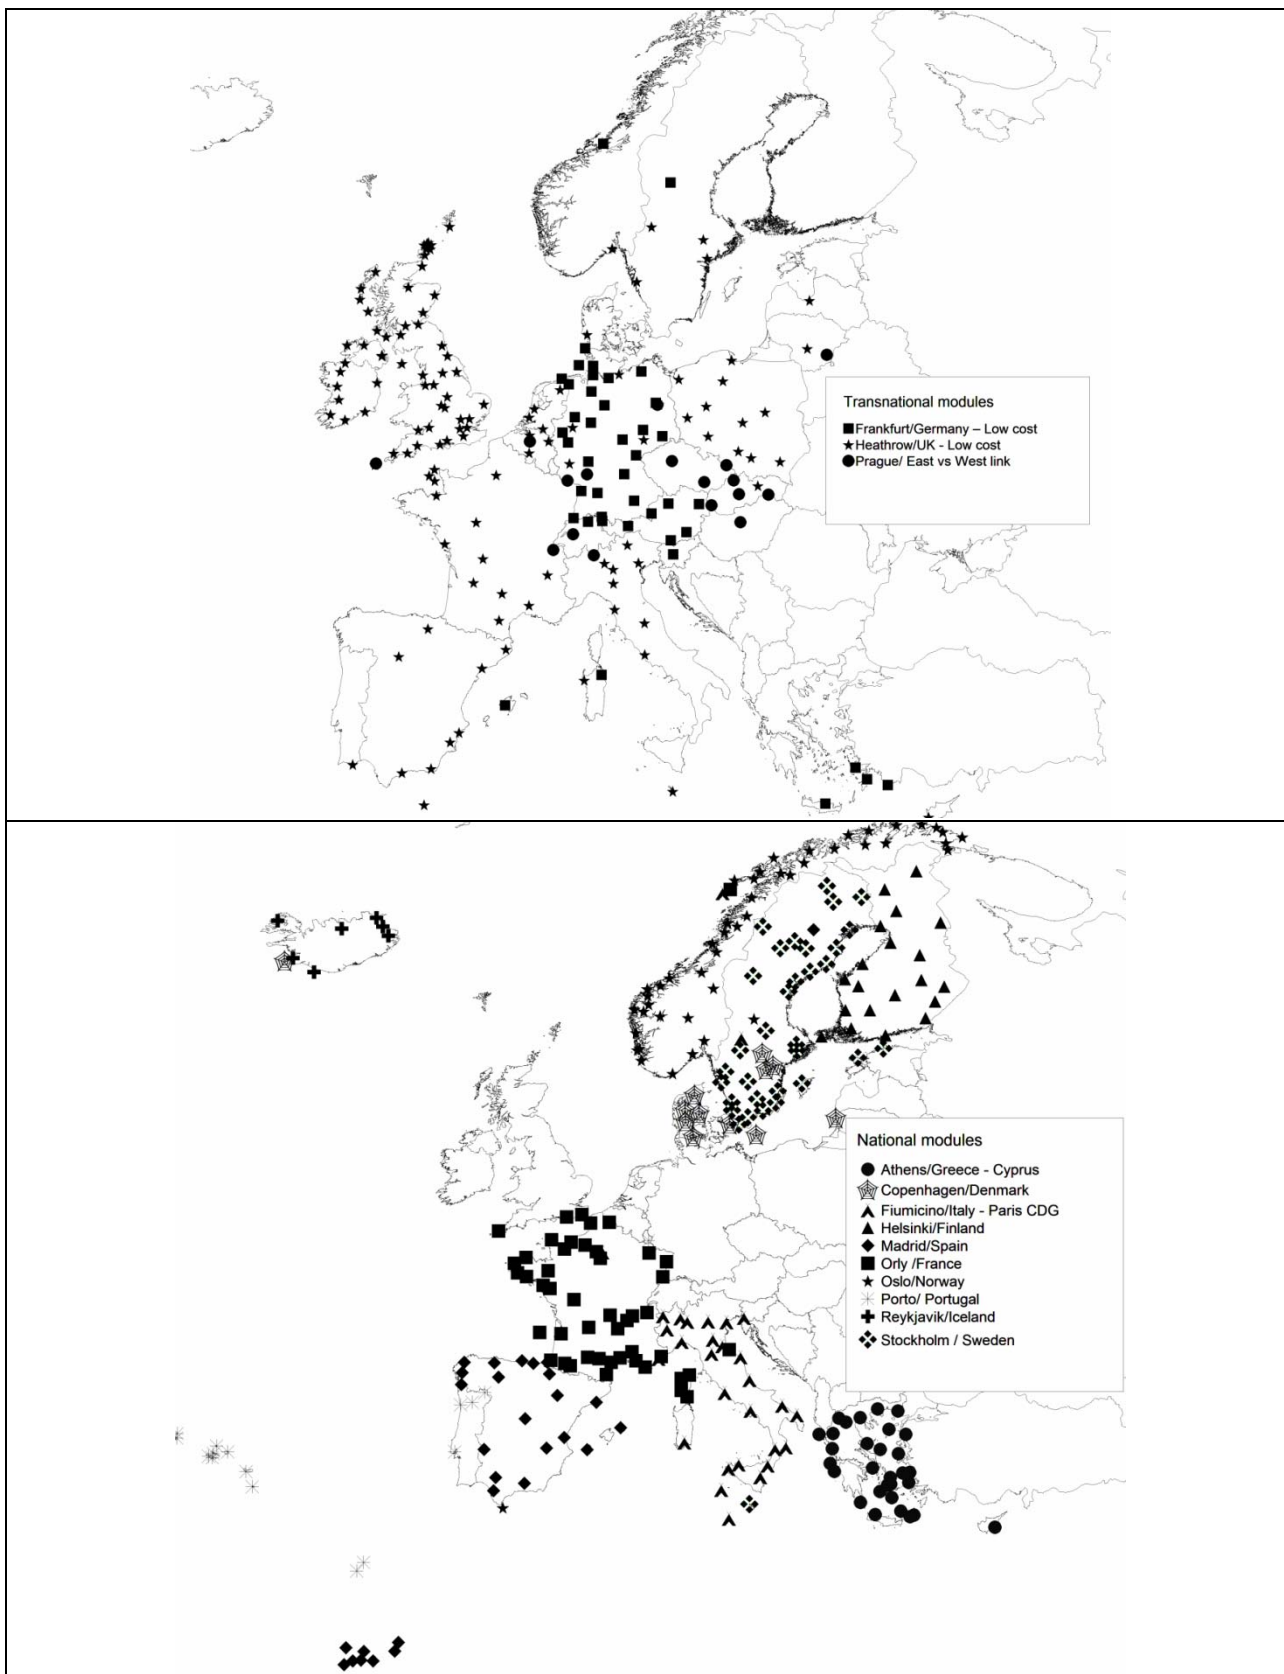 Transnational modules
Frankfurt/Germany – Low cost
Heathrow/UK - Low cost
Prague/ East vs West link
National modules
Athens/Greece - Cyprus
Copenhagen/Denmark
Fiumicino/Italy - Paris CDG
Helsinki/Finland
Madrid/Spain
Orly /France
Oslo/Norway
Porto/ Portugal
Reykjavik/Iceland
Stockholm / Sweden